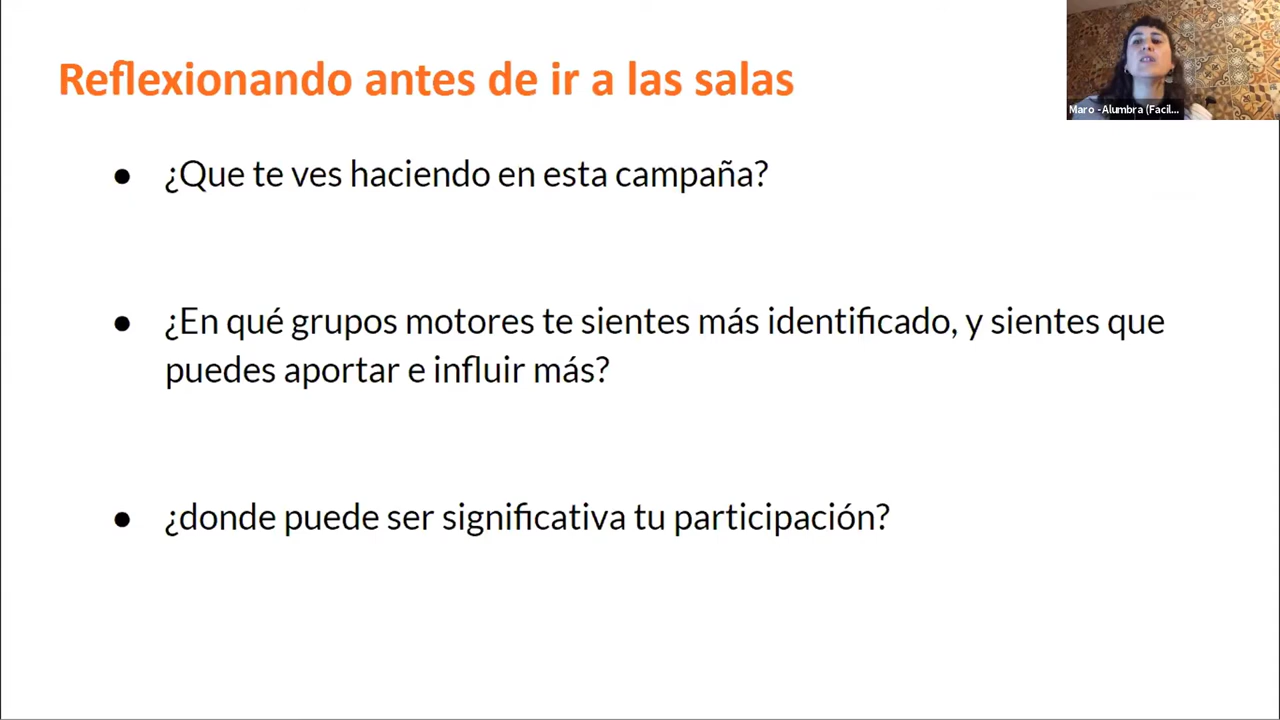 Reflexionando antes de ir a las salas
Maro - Alumbra (Facil...
● ¿Que te ves haciendo en esta campaña?
● ¿En qué grupos motores te sientes más identificado, y sientes que
puedes aportar e influir más?
● ¿donde puede ser significativa tu participación?